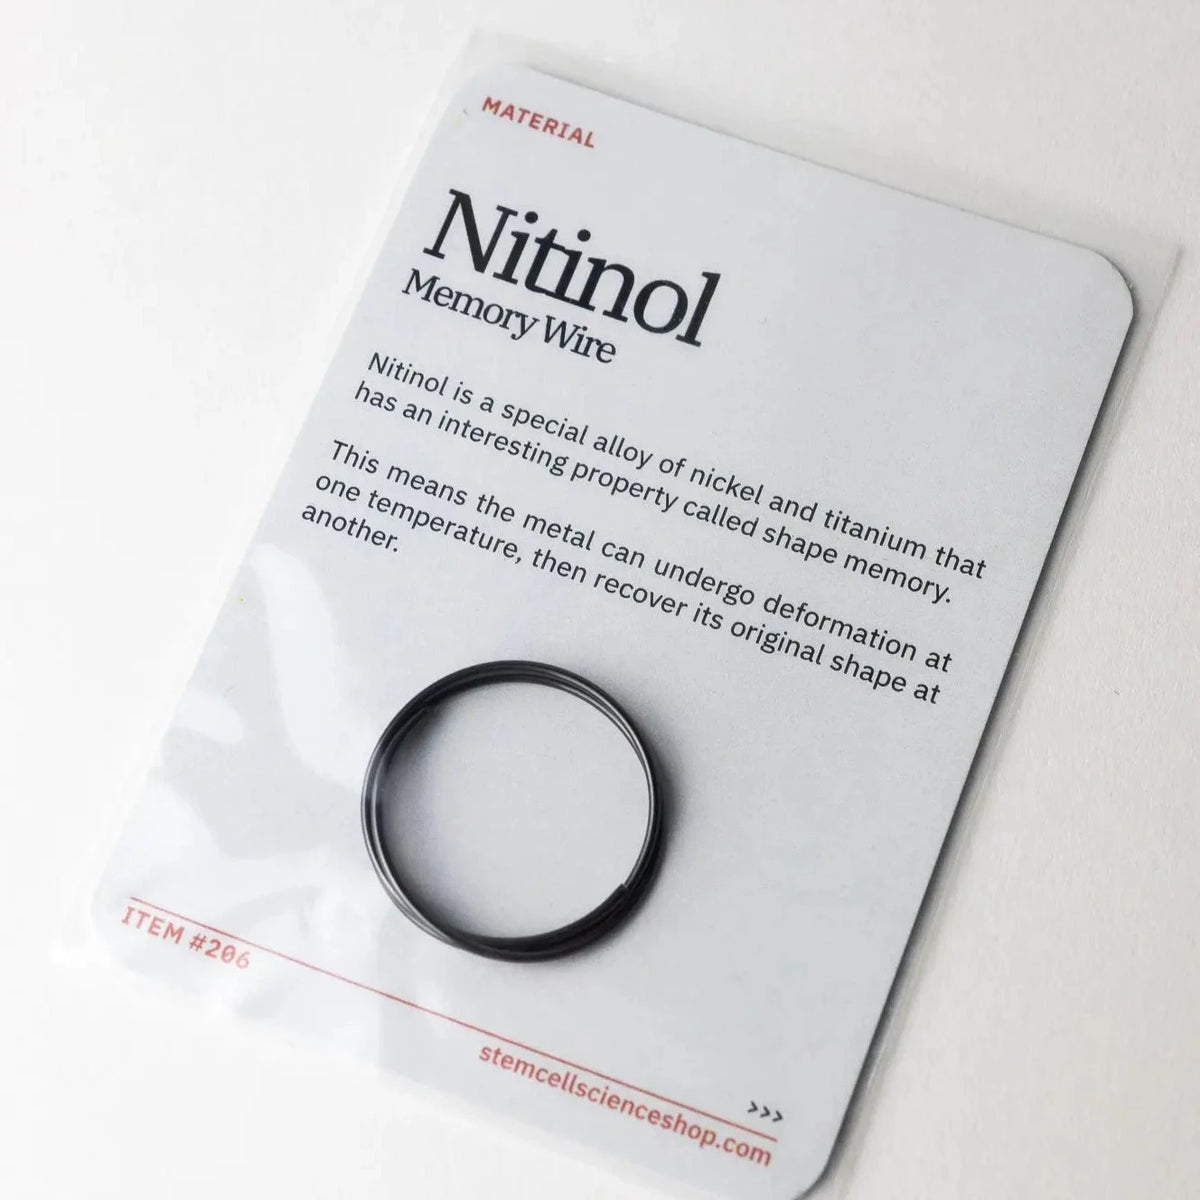 MATERIAL
Nitinol
Memory Wire
Nitinol is a special alloy of nickel and titanium that
has an interesting property called shape memory.
This means the metal can undergo deformation at
one temperature, then recover its original shape at
another.
ITEM #206
>>>
stemcellscienceshop.com